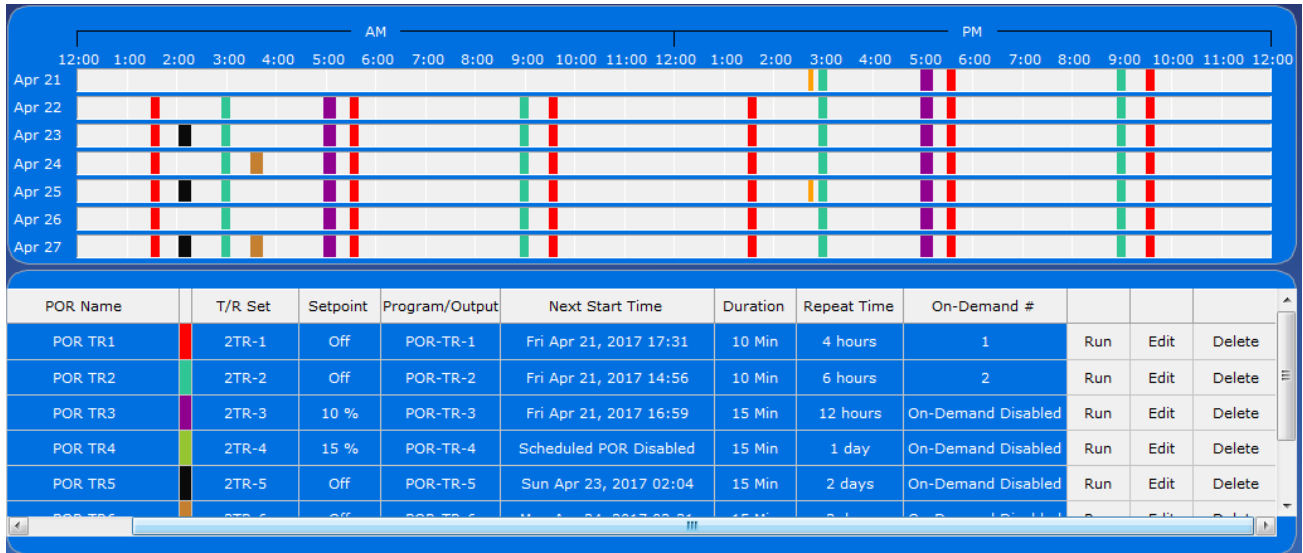 AM PM
12:00 1:00 2:00 3:00 4:00 5:00 6:00 7:00 8:00 9:00 10:00 11:00 12:00 1:00 2:00 3:00 4:00 5:00 6:00 7:00 8:00 9:00 10:00 11:00 12:00
Apr 21
Apr 22
Apr 23
Apr 24
Apr 25
Apr 26
Apr 27
POR Name T/R Set Setpoint Program/Output Next Start Time Duration Repeat Time On-Demand #
POR TR1 2TR-1 Off POR-TR-1 Fri Apr 21, 2017 17:31 10 Min 4 hours 1 Run Edit Delete
POR TR2 2TR-2 Off POR-TR-2 Fri Apr 21, 2017 14:56 10 Min 6 hours 2 Run Edit Delete
POR TR3 2TR-3 10 % POR-TR-3 Fri Apr 21, 2017 16:59 15 Min 12 hours On-Demand Disabled Run Edit Delete
POR TR4 2TR-4 15 % POR-TR-4 Scheduled POR Disabled 15 Min 1 day On-Demand Disabled Run Edit Delete
POR TR5 2TR-5 Off POR-TR-5 Sun Apr 23, 2017 02:04 15 Min 2 days On-Demand Disabled Run Edit Delete